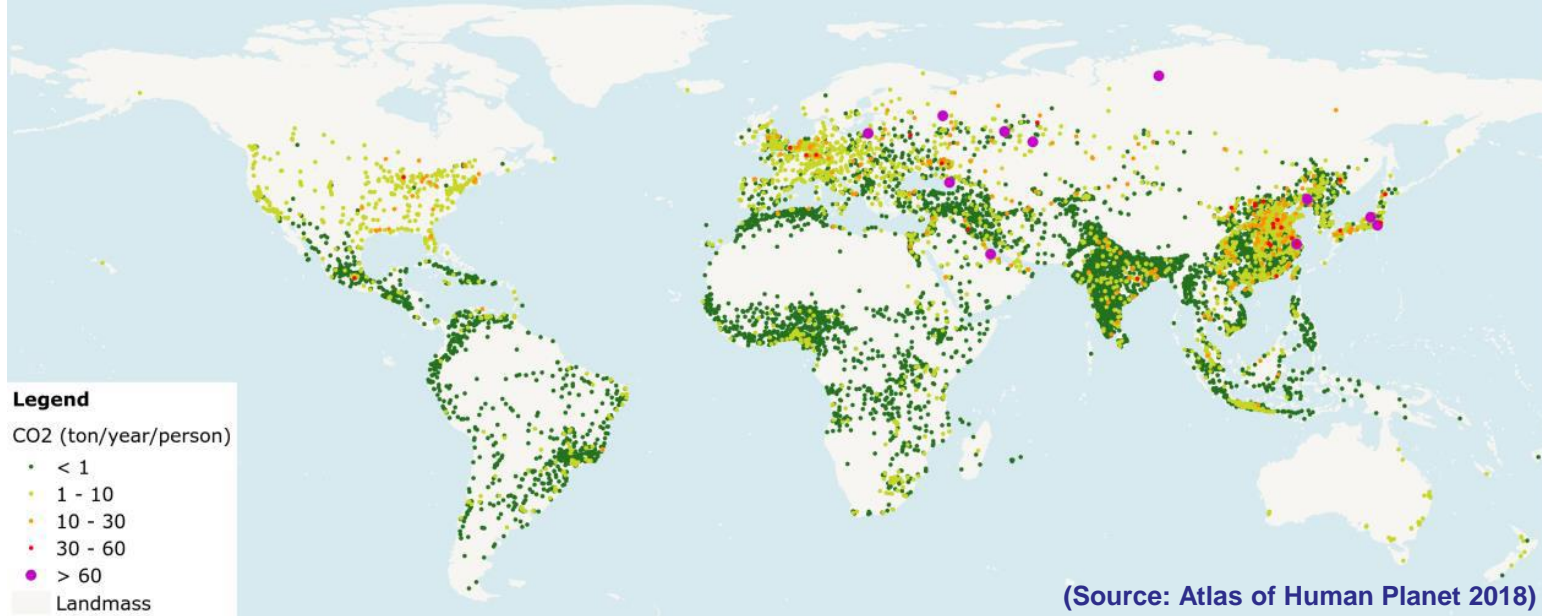 Legend
CO2 (ton/year/person)
< 1
1 - 10
10 - 30
30 - 60
> 60
Landmass
(Source: Atlas of Human Planet 2018)